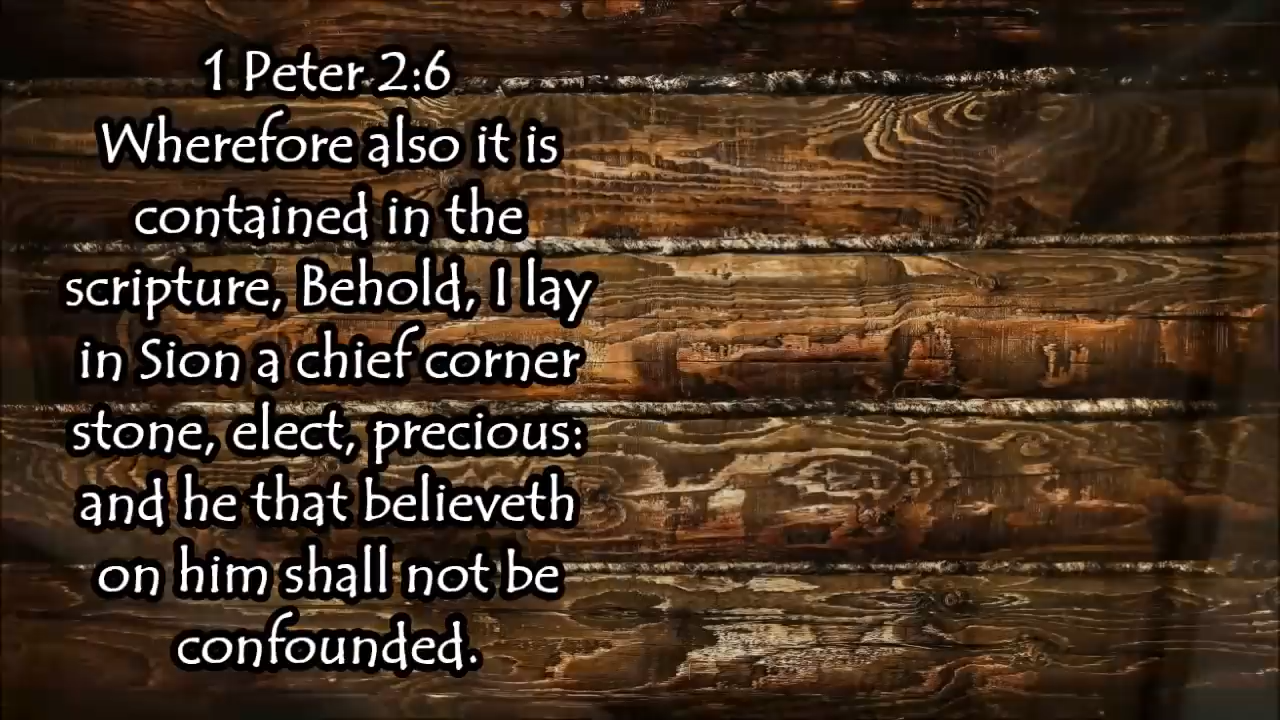 1 Peter 2:6
Wherefore also it is
contained in the
scripture, Behold, I lay
in Sion a chief corner
stone, elect, precious:
and he that believeth
on him shall not be
confounded.